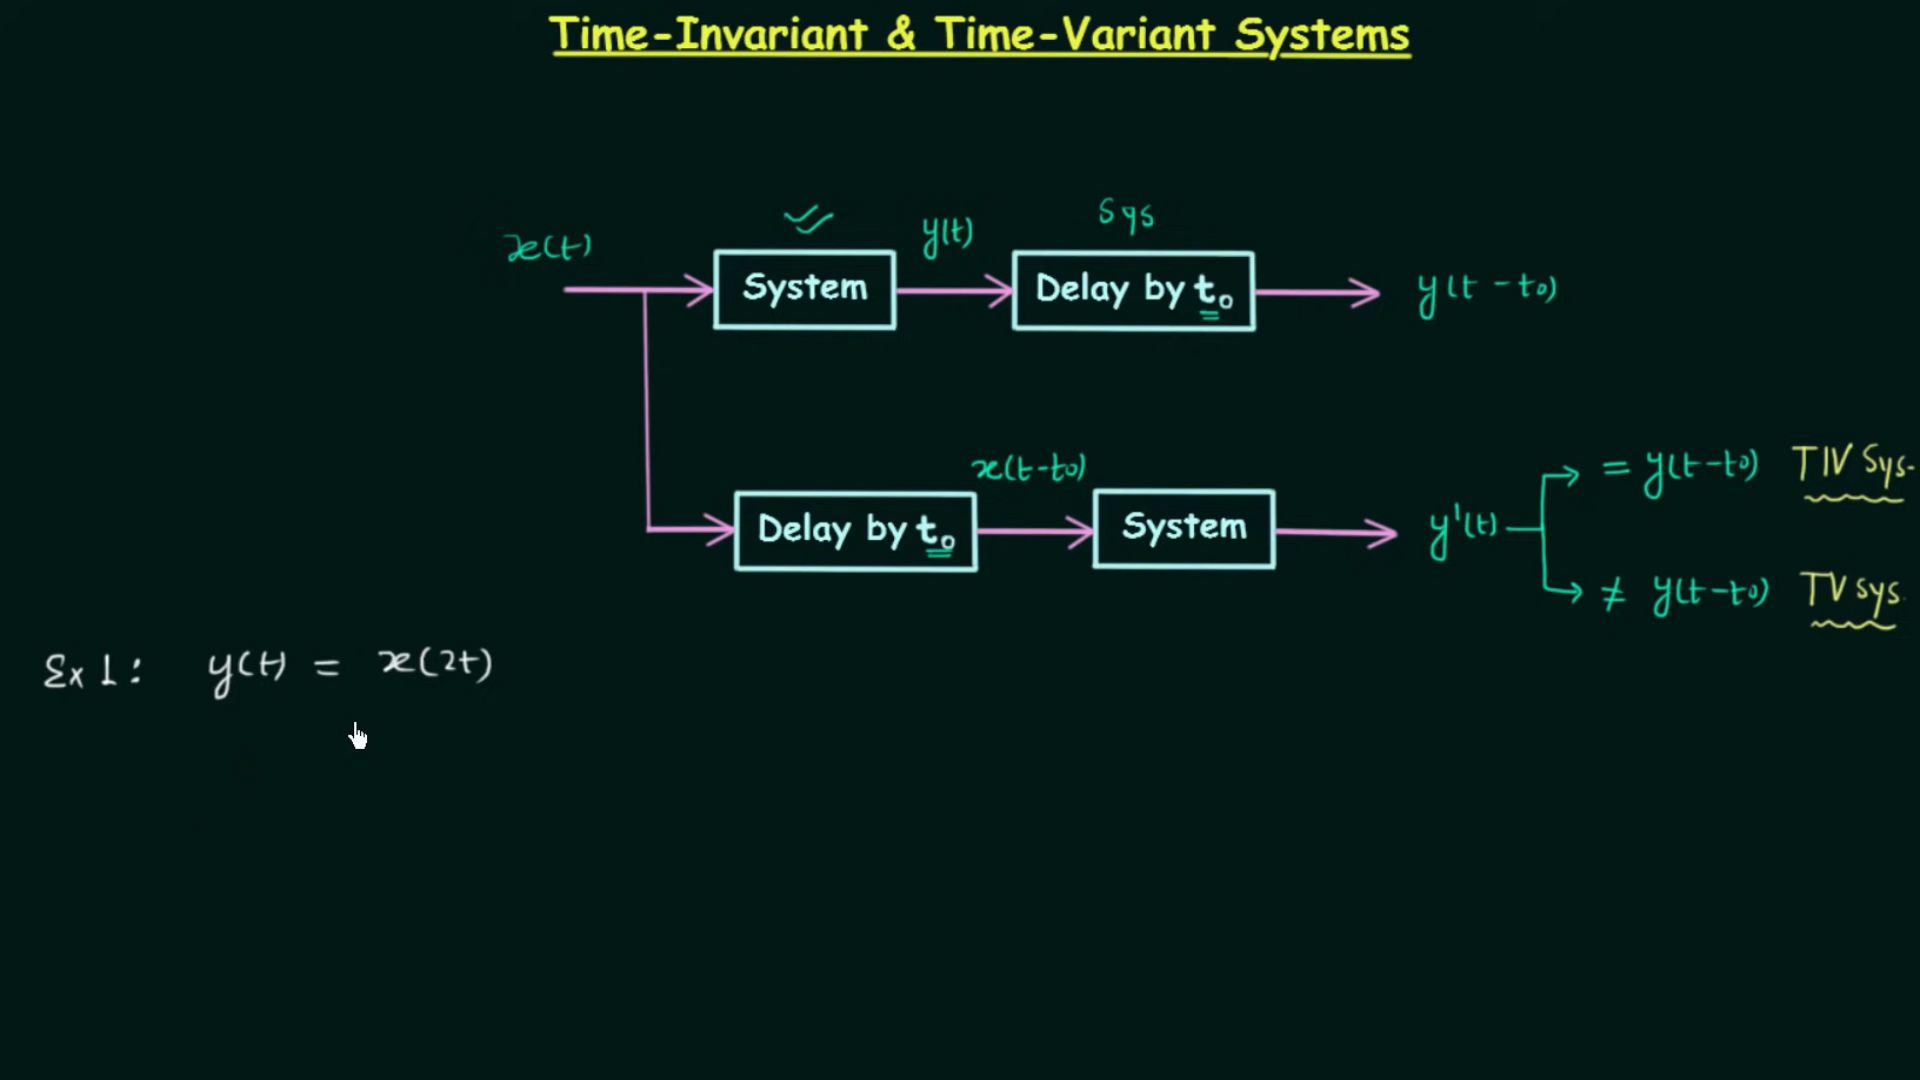 Time-Invariant & Time-Variant Systems
x(t)
System
y(t)
Sys
Delay by t₀
y(t-t₀)
Delay by t₀
x(t-t₀)
System
y'(t)
= y(t-t₀) TIV Sys.
≠ y(t-t₀) TV sys.
Ex 1: y(t) = x(2t)